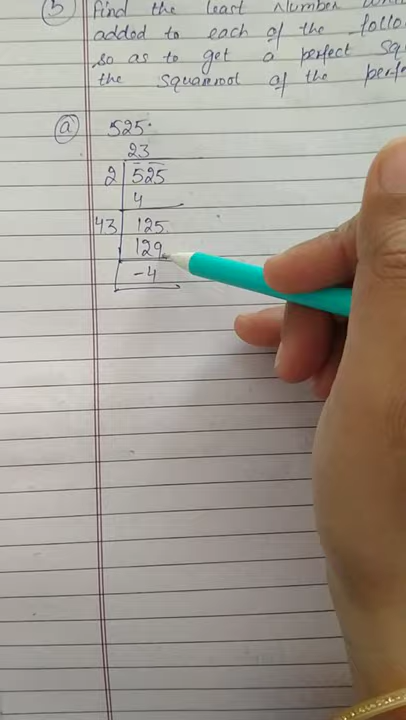 5 Find the least Number
added to each of the follo
so as to get a perfect Sq
the squareroot of the perfe
a 525.
23
2 525
4
43 125
129
-4